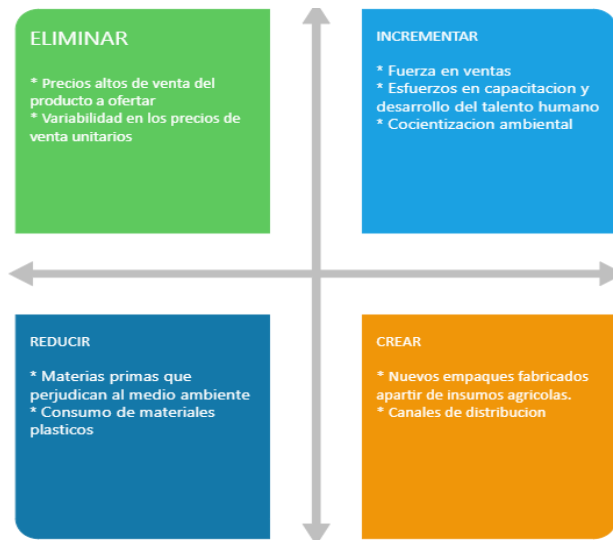 ELIMINAR
* Precios altos de venta del
producto a ofertar
* Variabilidad en los precios de
venta unitarios
INCREMENTAR
* Fuerza en ventas
* Esfuerzos en capacitacion y
desarrollo del talento humano
* Cocientizacion ambiental
REDUCIR
* Materias primas que
perjudican al medio ambiente
* Consumo de materiales
plasticos
CREAR
* Nuevos empaques fabricados
apartir de insumos agricolas.
* Canales de distribucion